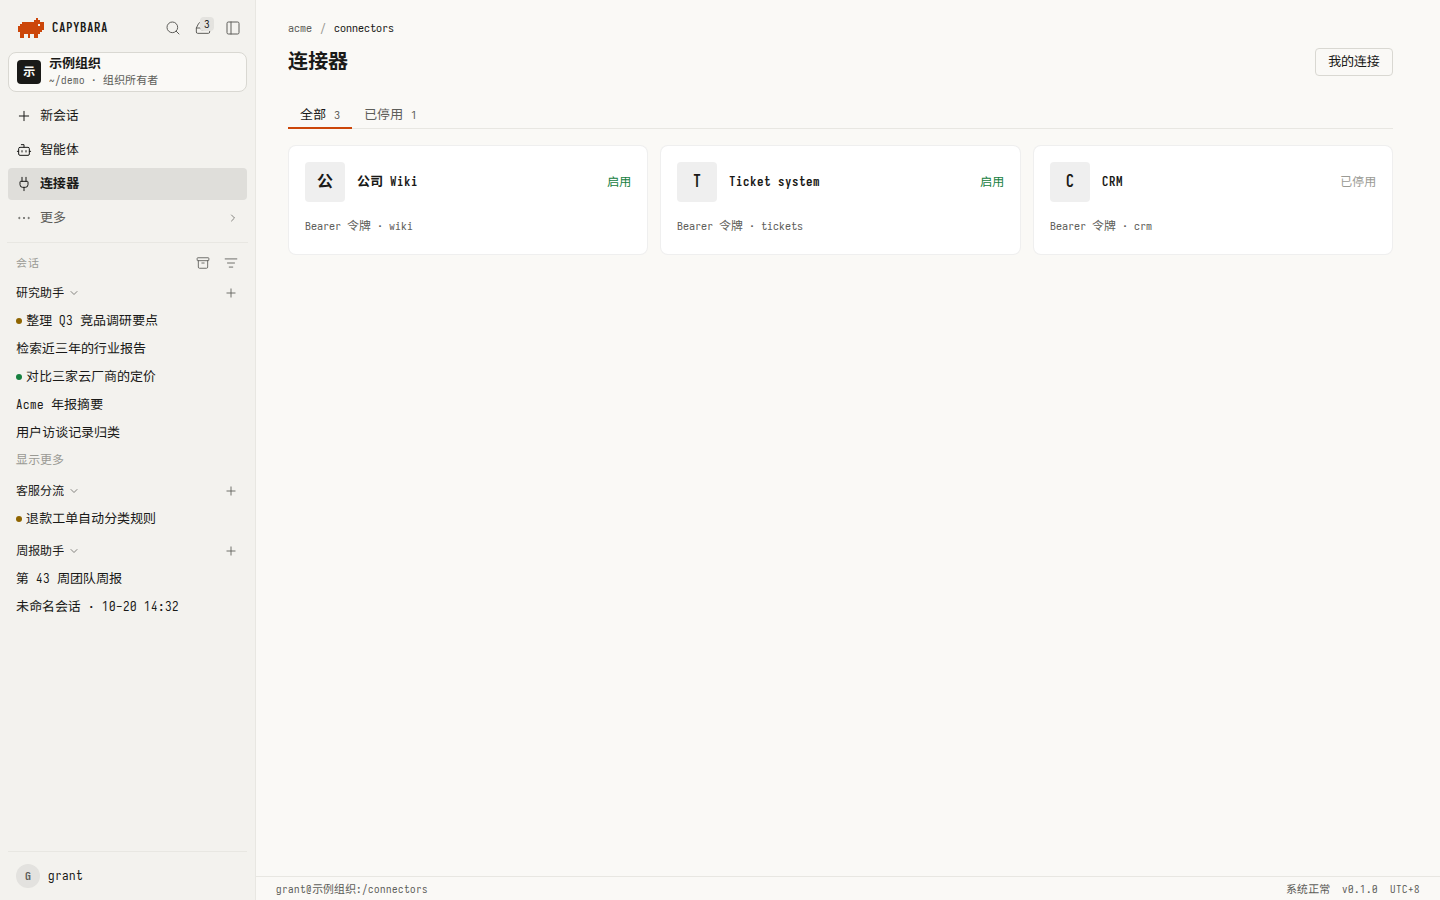 CAPYBARA
3
示
示例组织
~/demo · 组织所有者
新会话
智能体
连接器
更多
会话
研究助手
整理 Q3 竞品调研要点
检索近三年的行业报告
对比三家云厂商的定价
Acme 年报摘要
用户访谈记录归类
显示更多
客服分流
退款工单自动分类规则
周报助手
第 43 周团队周报
未命名会话 · 10-20 14:32
G grant
acme / connectors
连接器
我的连接
全部 3 已停用 1
公 公司 Wiki 启用
Bearer 令牌 · wiki
T Ticket system 启用
Bearer 令牌 · tickets
C CRM 已停用
Bearer 令牌 · crm
grant@示例组织:/connectors
系统正常 v0.1.0 UTC+8